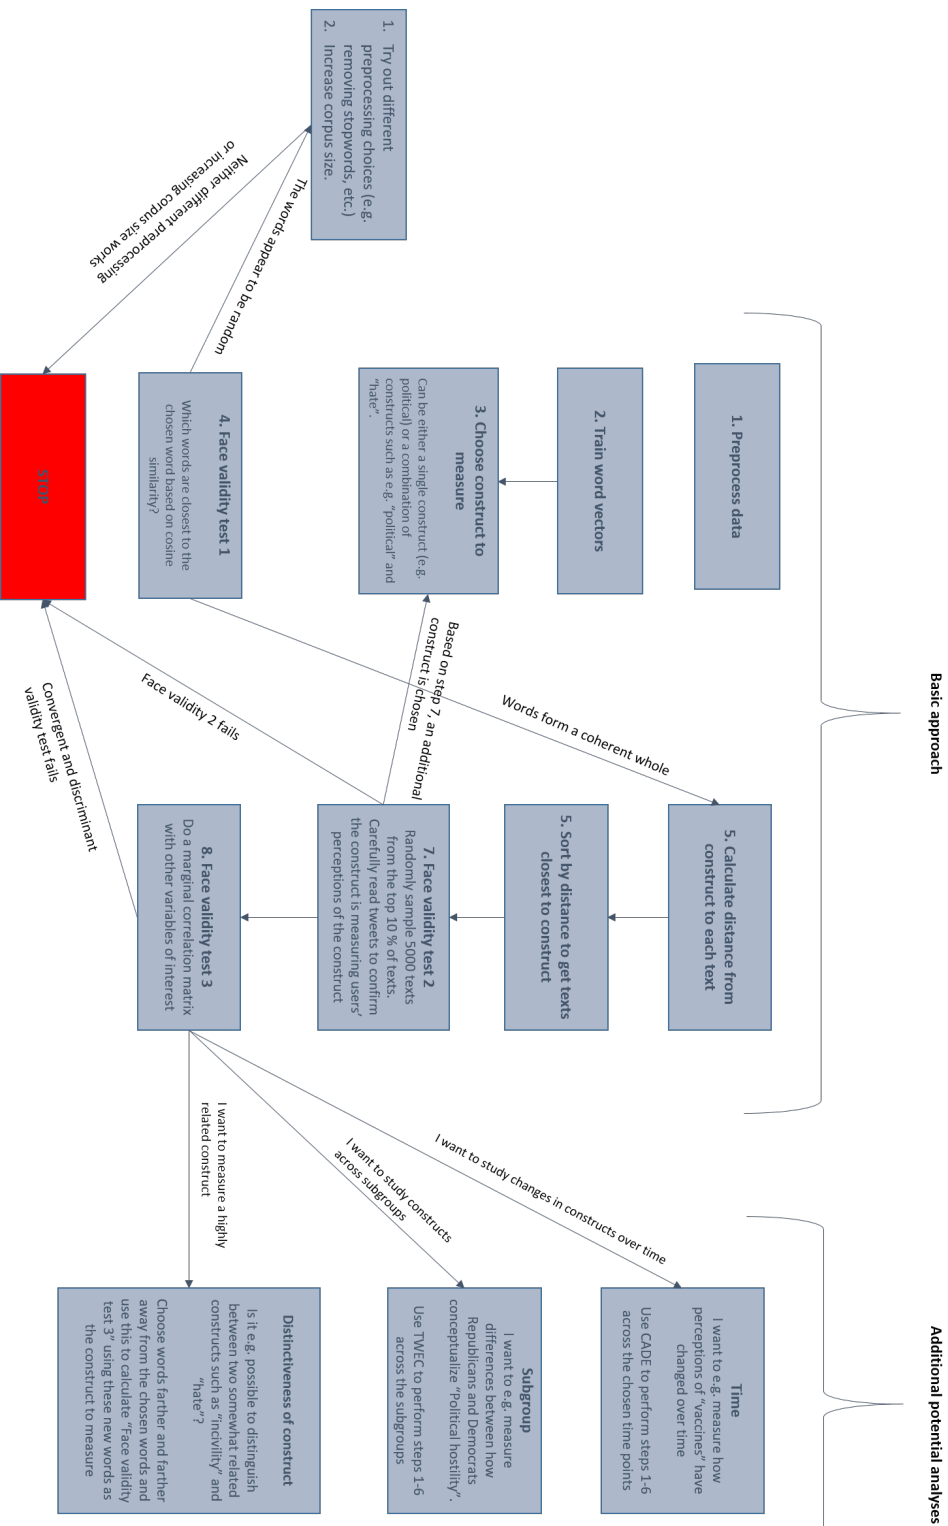 Basic approach
Additional potential analyses
1. Preprocess data
2. Train word vectors
3. Choose construct to
measure
Can be either a single construct (e.g.
political) or a combination of
constructs such as e.g. “political” and
“hate”.
4. Face validity test 1
Which words are closest to the
chosen word based on cosine
similarity?
STOP
1. Try out different
preprocessing choices (e.g.
removing stopwords, etc.)
2. Increase corpus size.
The words appear to be random
Neither different preprocessing
or increasing corpus size works
Words form a coherent whole
Based on step 7, an additional
construct is chosen
Face validity 2 fails
Convergent and discriminant
validity test fails
5. Calculate distance from
construct to each text
5. Sort by distance to get texts
closest to construct
7. Face validity test 2
Randomly sample 5000 texts
from the top 10 % of texts.
Carefully read tweets to confirm
the construct is measuring users’
perceptions of the construct
8. Face validity test 3
Do a marginal correlation matrix
with other variables of interest
I want to study changes in constructs over time
I want to study constructs
across subgroups
I want to measure a highly
related construct
Time
I want to e.g. measure how
perceptions of “vaccines” have
changed over time
Use CADE to perform steps 1-6
across the chosen time points
Subgroup
I want to e.g. measure
differences between how
Republicans and Democrats
conceptualize “Political hostility”.
Use TWEC to perform steps 1-6
across the subgroups
Distinctiveness of construct
Is it e.g. possible to distinguish
between two somewhat related
constructs such as “incivility” and
“hate”?
Choose words farther and farther
away from the chosen words and
use this to calculate “Face validity
test 3” using these new words as
the construct to measure